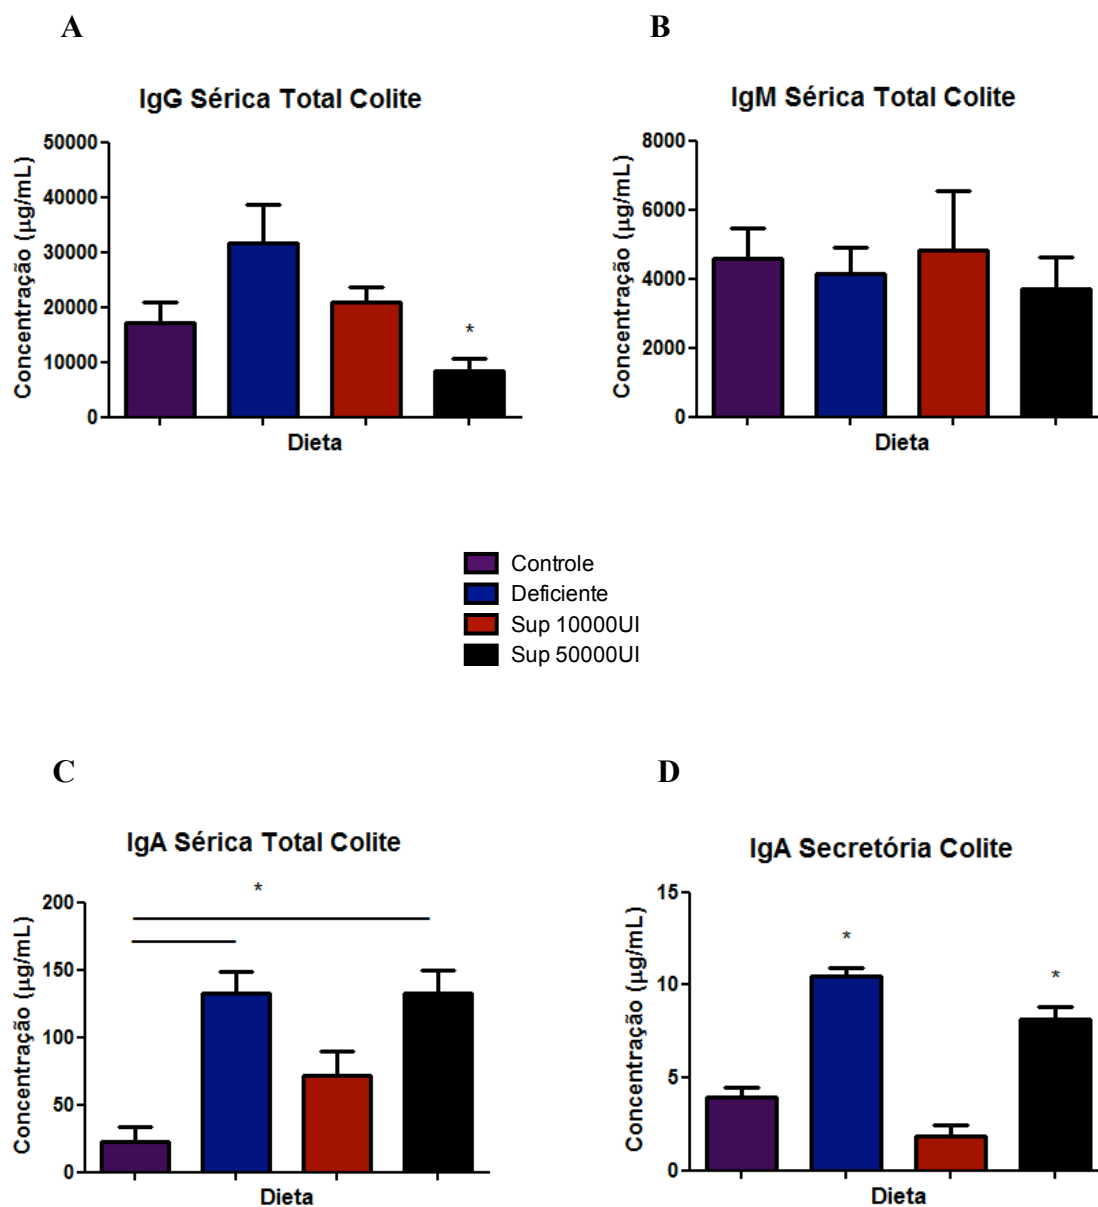 A
B
IgG Sérica Total Colite
IgM Sérica Total Colite
Concentração (µg/mL)
50000
40000
30000
20000
10000
0
*
Dieta
Concentração (µg/mL)
8000
6000
4000
2000
0
Dieta
Controle
Deficiente
Sup 10000UI
Sup 50000UI
C
D
IgA Sérica Total Colite
IgA Secretória Colite
Concentração (µg/mL)
200
150
100
50
0
*
Dieta
Concentração (µg/mL)
15
10
5
0
*
*
Dieta